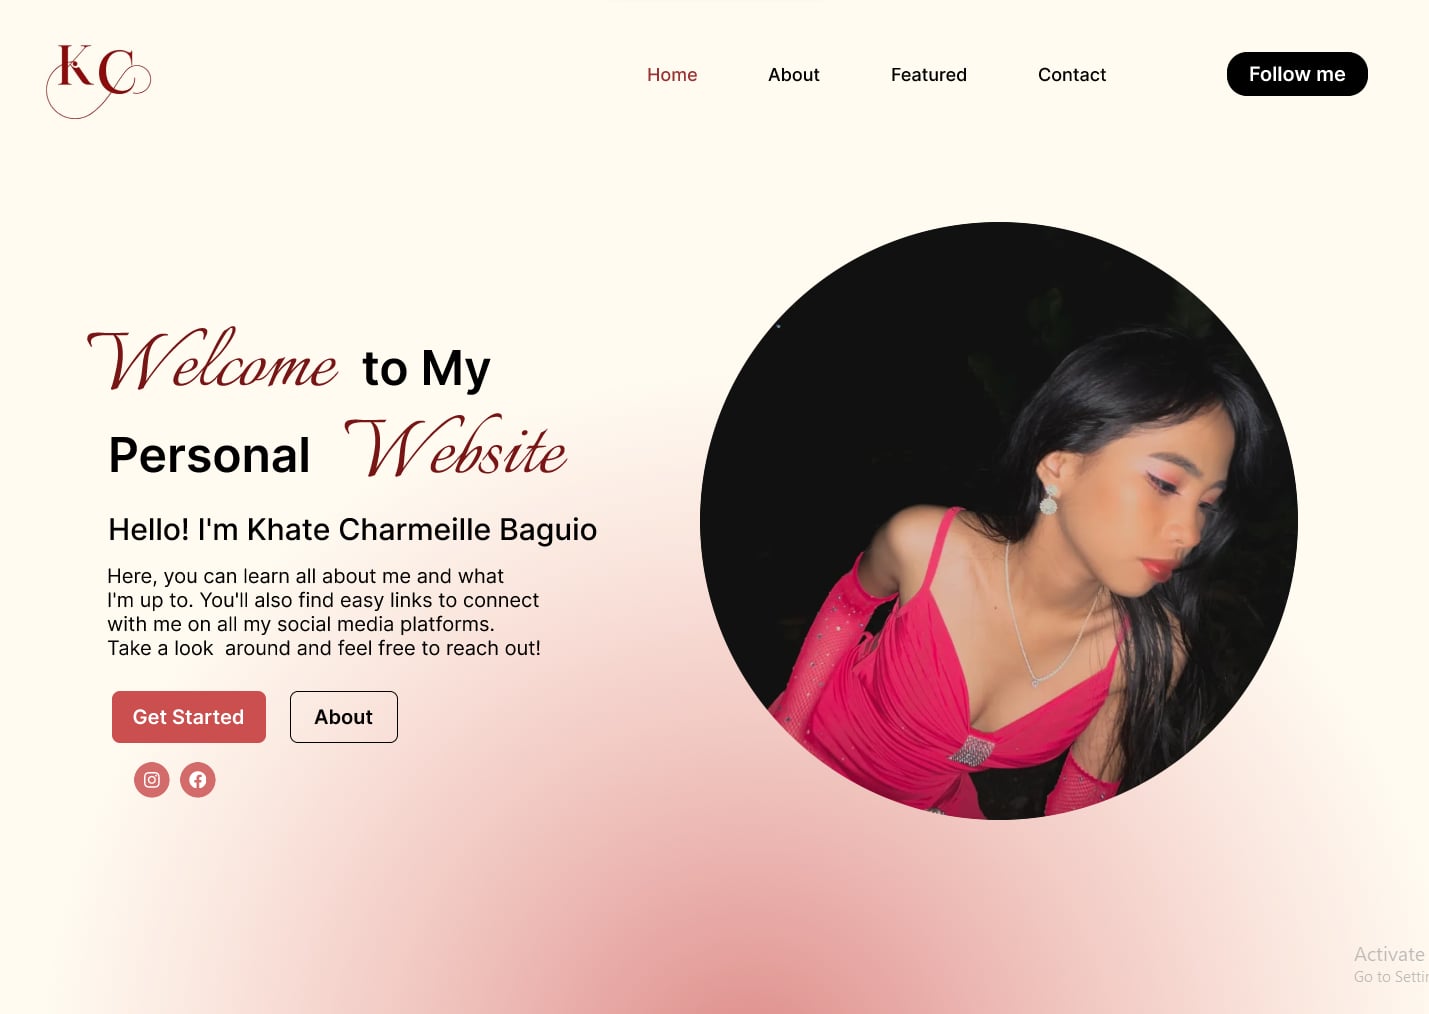 KC
Home About Featured Contact Follow me
Welcome to My
Personal Website
Hello! I'm Khate Charmeille Baguio
Here, you can learn all about me and what
I'm up to. You'll also find easy links to connect
with me on all my social media platforms.
Take a look  around and feel free to reach out!
Get Started About
Activate
Go to